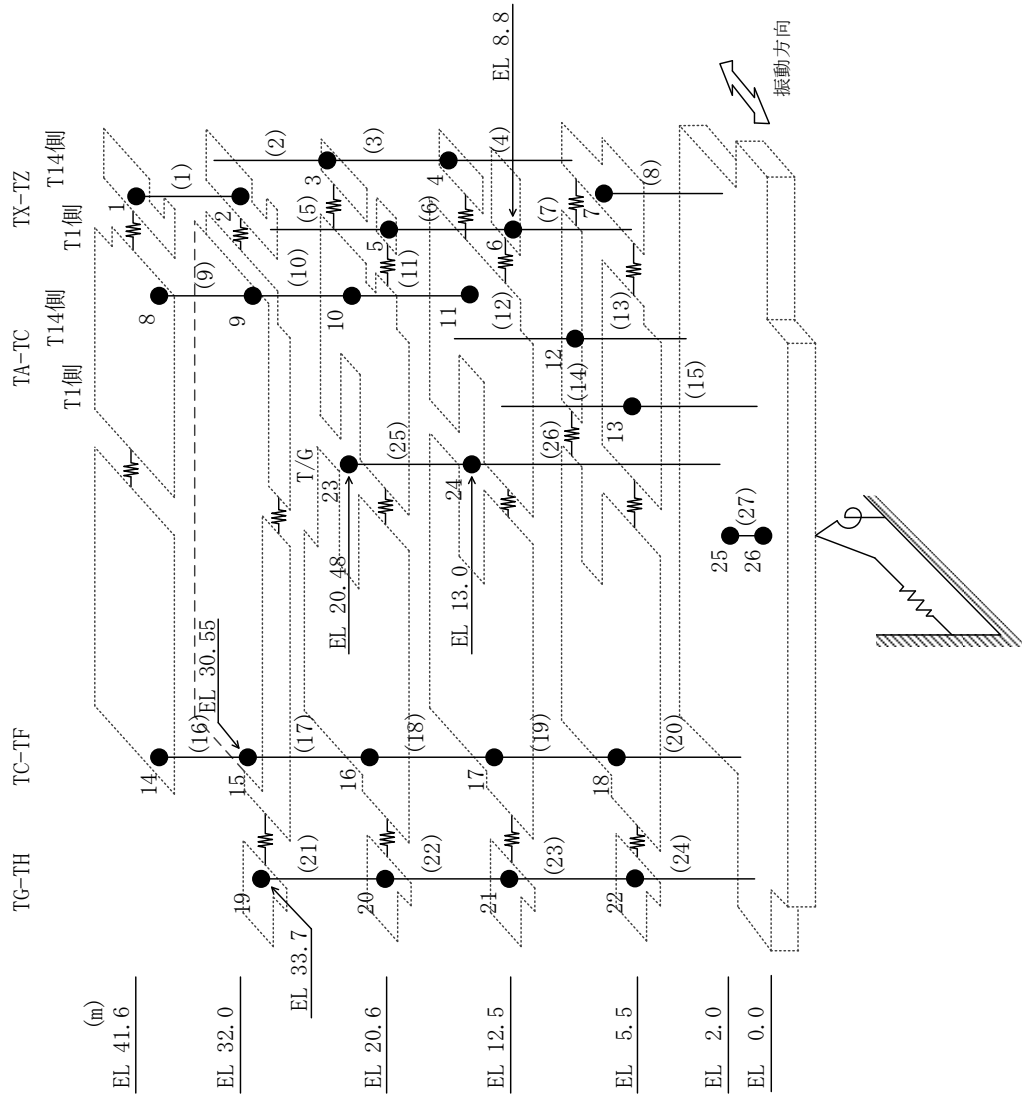 TG-TH
TC-TF
TA-TC
TX-TZ
T1側
T14側
T1側
T14側
(m)
EL 41.6
EL 32.0
EL 20.6
EL 12.5
EL 5.5
EL 2.0
EL 0.0
1
(1)
2
(2)
3
(3)
4
(4)
5
(5)
6
(6)
7
(7)
(8)
8
(9)
9
(10)
10
(11)
11
(12)
12
(13)
13
(14)
(15)
14
(16)
15
(17)
16
(18)
17
(19)
18
(20)
19
(21)
20
(22)
21
(23)
22
(24)
T/G
23
(25)
24
(26)
25
(27)
26
EL 8.8
EL 30.55
EL 20.48
EL 13.0
EL 33.7
振動方向